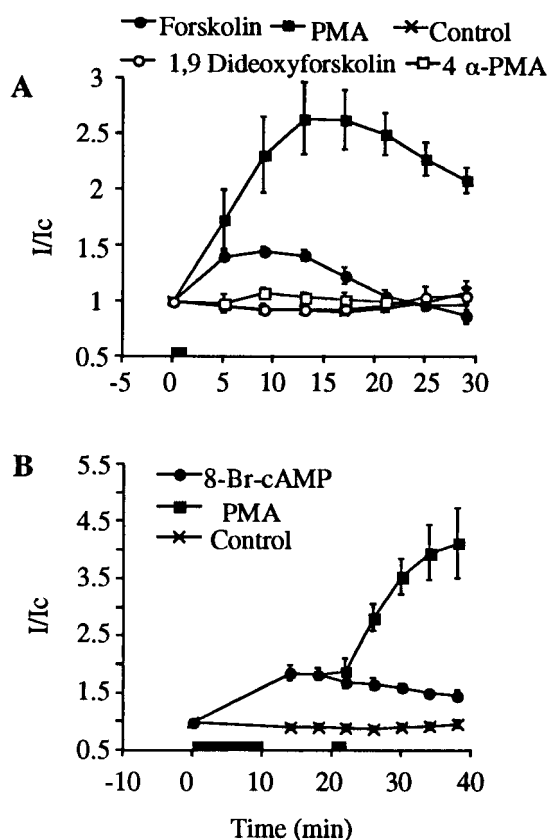 Forskolin PMA Control
1,9 Dideoxyforskolin 4 α-PMA
A
3
2.5
2
1.5
1
0.5
I/Ic
-5 0 5 10 15 20 25 30
B
5.5
4.5
3.5
2.5
1.5
0.5
I/Ic
8-Br-cAMP
PMA
Control
-10 0 10 20 30 40
Time (min)